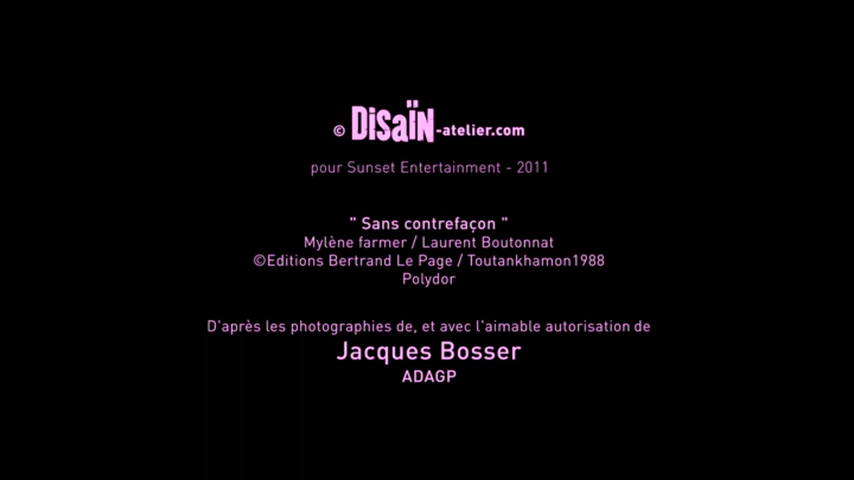 © DiSaïN-atelier.com
pour Sunset Entertainment - 2011
" Sans contrefaçon "
Mylène farmer / Laurent Boutonnat
©Editions Bertrand Le Page / Toutankhamon1988
Polydor
D'après les photographies de, et avec l'aimable autorisation de
Jacques Bosser
ADAGP